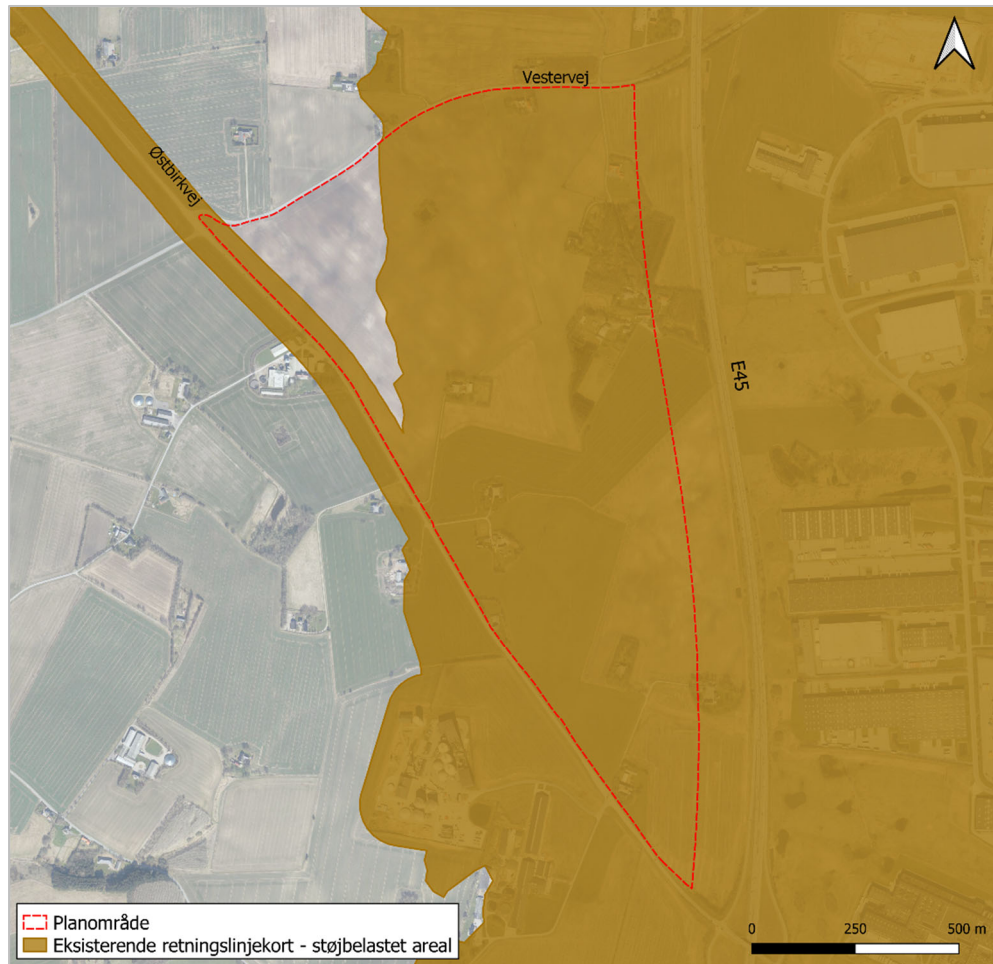 Vestervej
Østbirkvej
E45
Planområde
Eksisterende retningslinjekort - støjbelastet areal
0 250 500 m